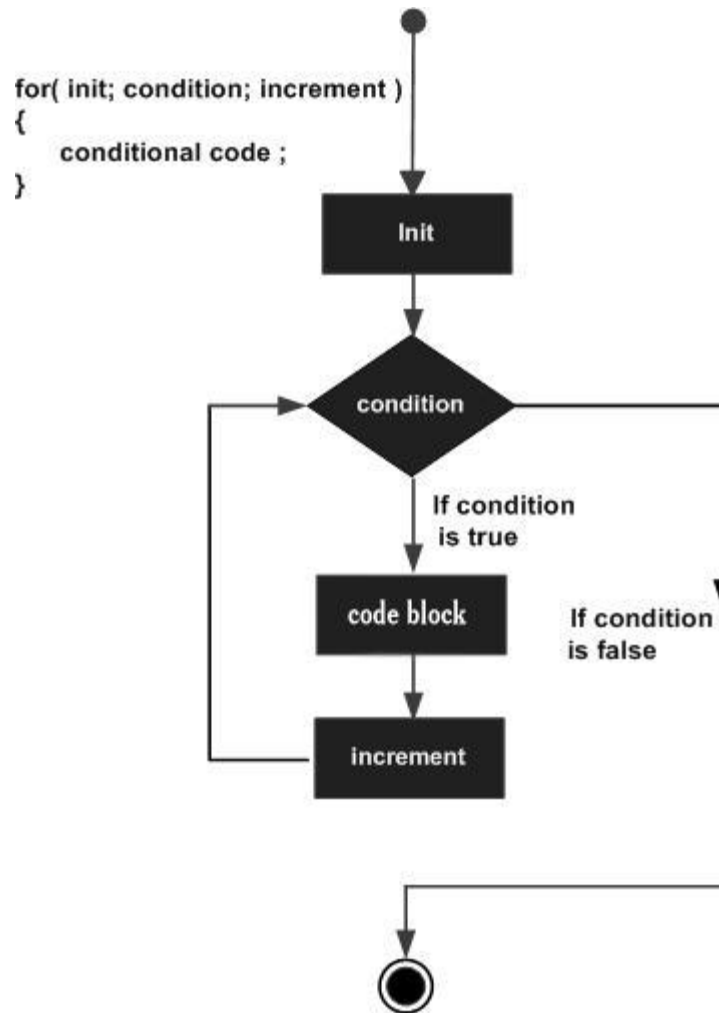 for( init; condition; increment )
{
conditional code ;
}
Init
condition
If condition
is true
code block
If condition
is false
increment